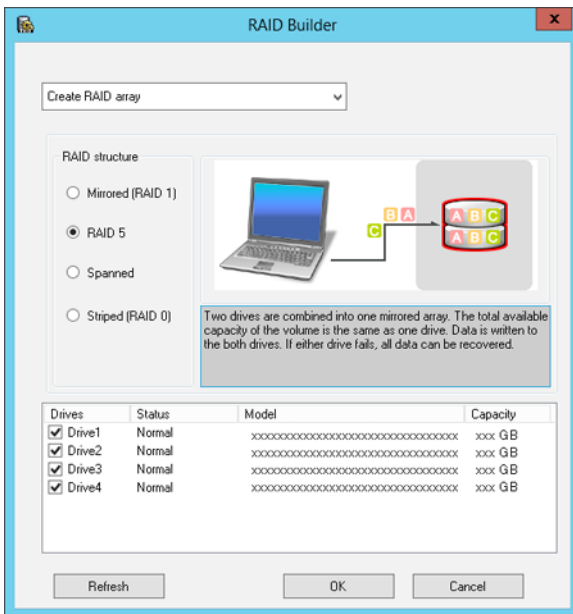 RAID Builder
x
Create RAID array
RAID structure
Mirrored (RAID 1)
RAID 5
Spanned
Striped (RAID 0)
B A
C
A B C
A B C
Two drives are combined into one mirrored array. The total available
capacity of the volume is the same as one drive. Data is written to
the both drives. If either drive fails, all data can be recovered.
Drives Status Model Capacity
Drive1 Normal xxxxxxxxxxxxxxxxxxxxxxxxxxxxxxxx xxx GB
Drive2 Normal xxxxxxxxxxxxxxxxxxxxxxxxxxxxxxxx xxx GB
Drive3 Normal xxxxxxxxxxxxxxxxxxxxxxxxxxxxxxxx xxx GB
Drive4 Normal xxxxxxxxxxxxxxxxxxxxxxxxxxxxxxxx xxx GB
Refresh OK Cancel